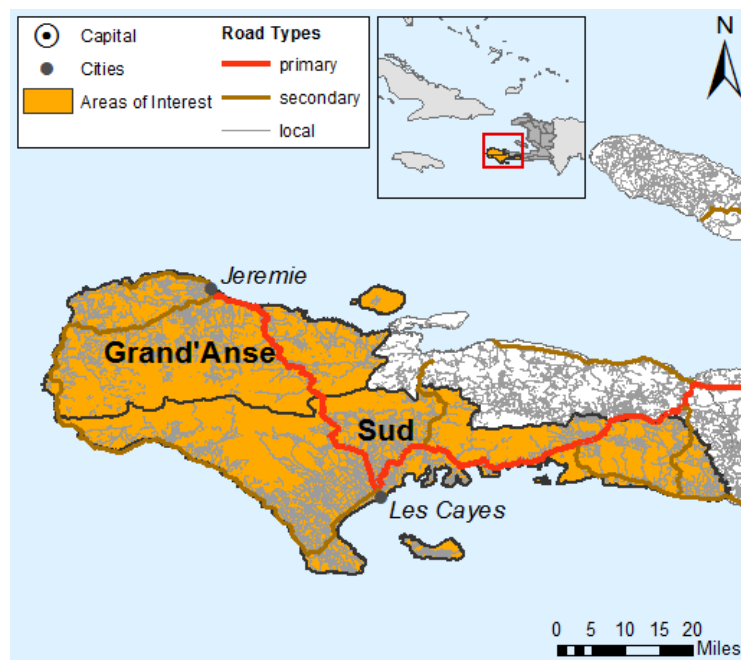 Capital
Cities
Areas of Interest
Road Types
primary
secondary
local
N
Jeremie
Grand'Anse
Sud
Les Cayes
0 5 10 15 20
Miles